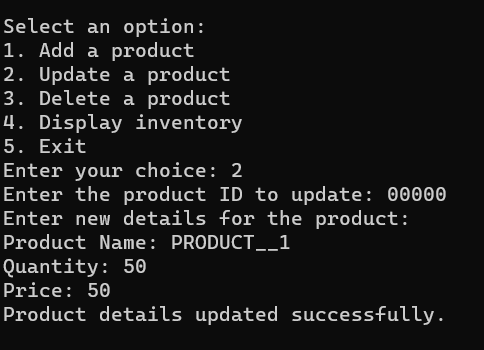 Select an option:
1. Add a product
2. Update a product
3. Delete a product
4. Display inventory
5. Exit
Enter your choice: 2
Enter the product ID to update: 00000
Enter new details for the product:
Product Name: PRODUCT__1
Quantity: 50
Price: 50
Product details updated successfully.